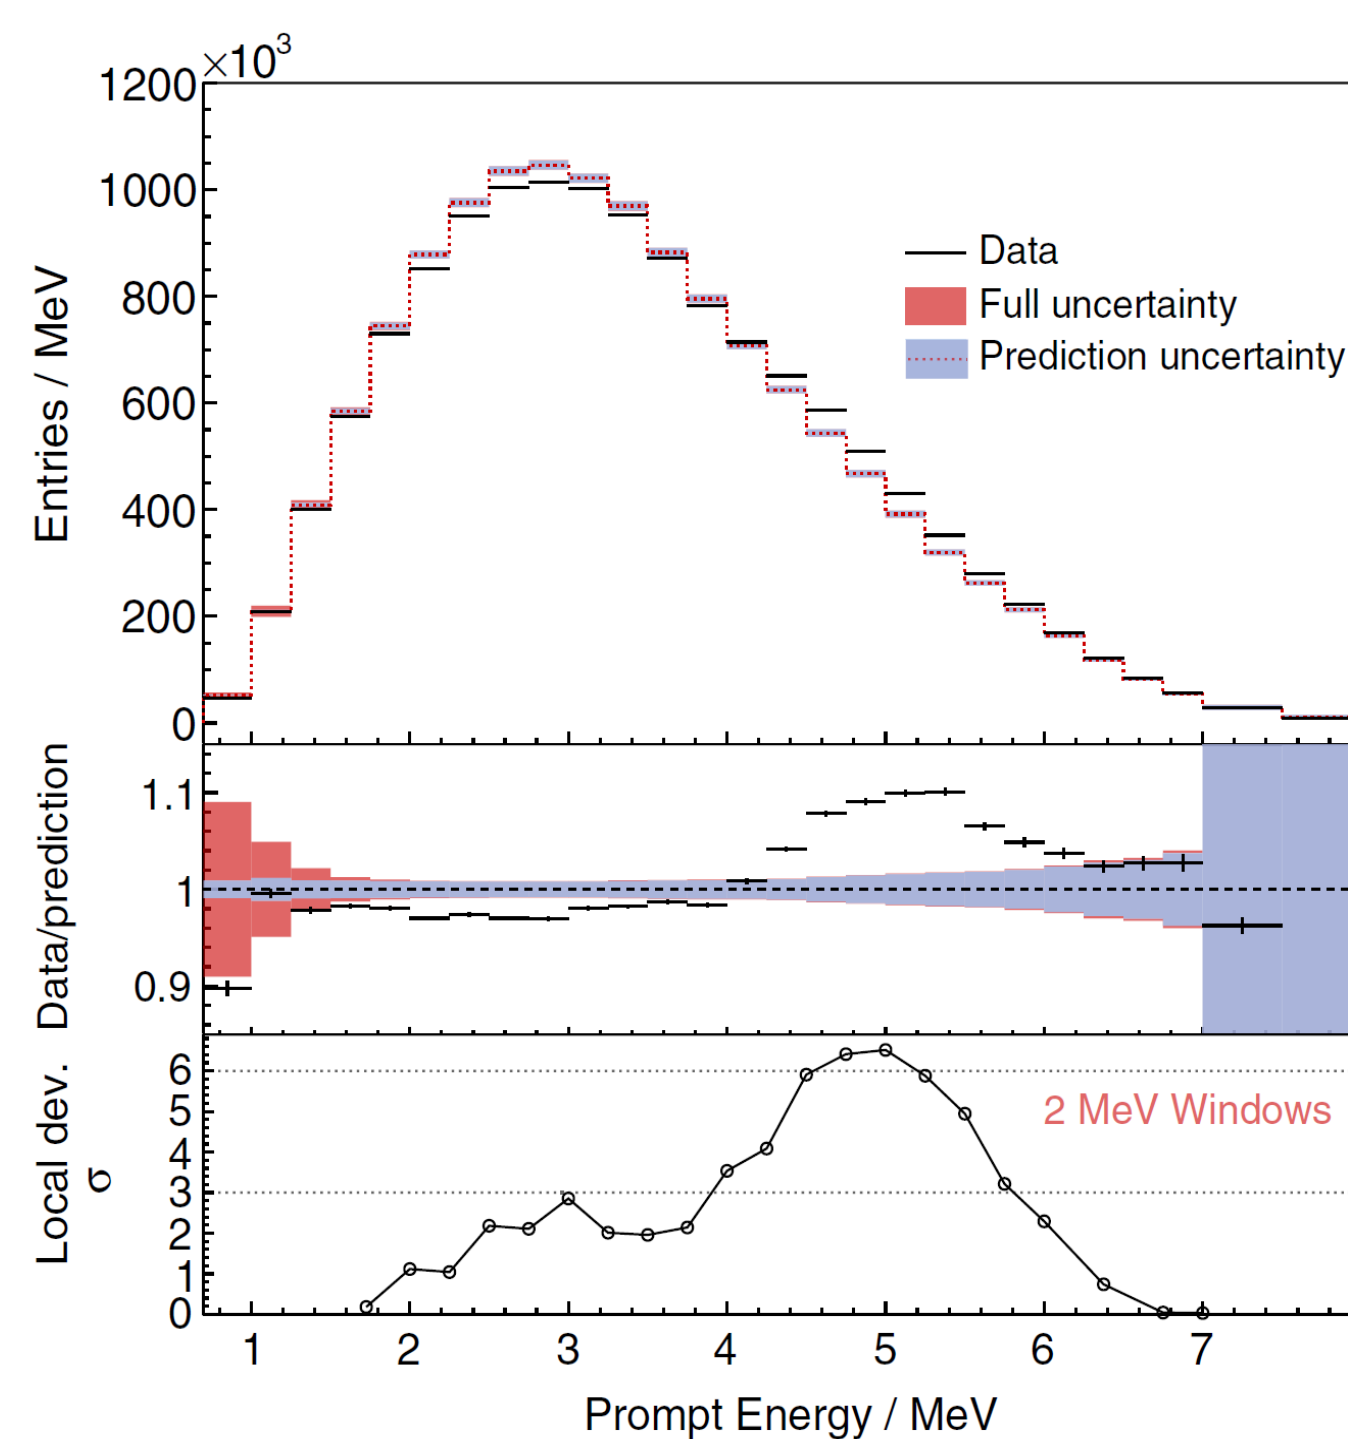 ×10³
1200
1000
800
600
400
200
0
Entries / MeV
Data
Full uncertainty
Prediction uncertainty
1.1
1
0.9
Data/prediction
6
5
4
3
2
1
0
Local dev.
σ
2 MeV Windows
1 2 3 4 5 6 7
Prompt Energy / MeV